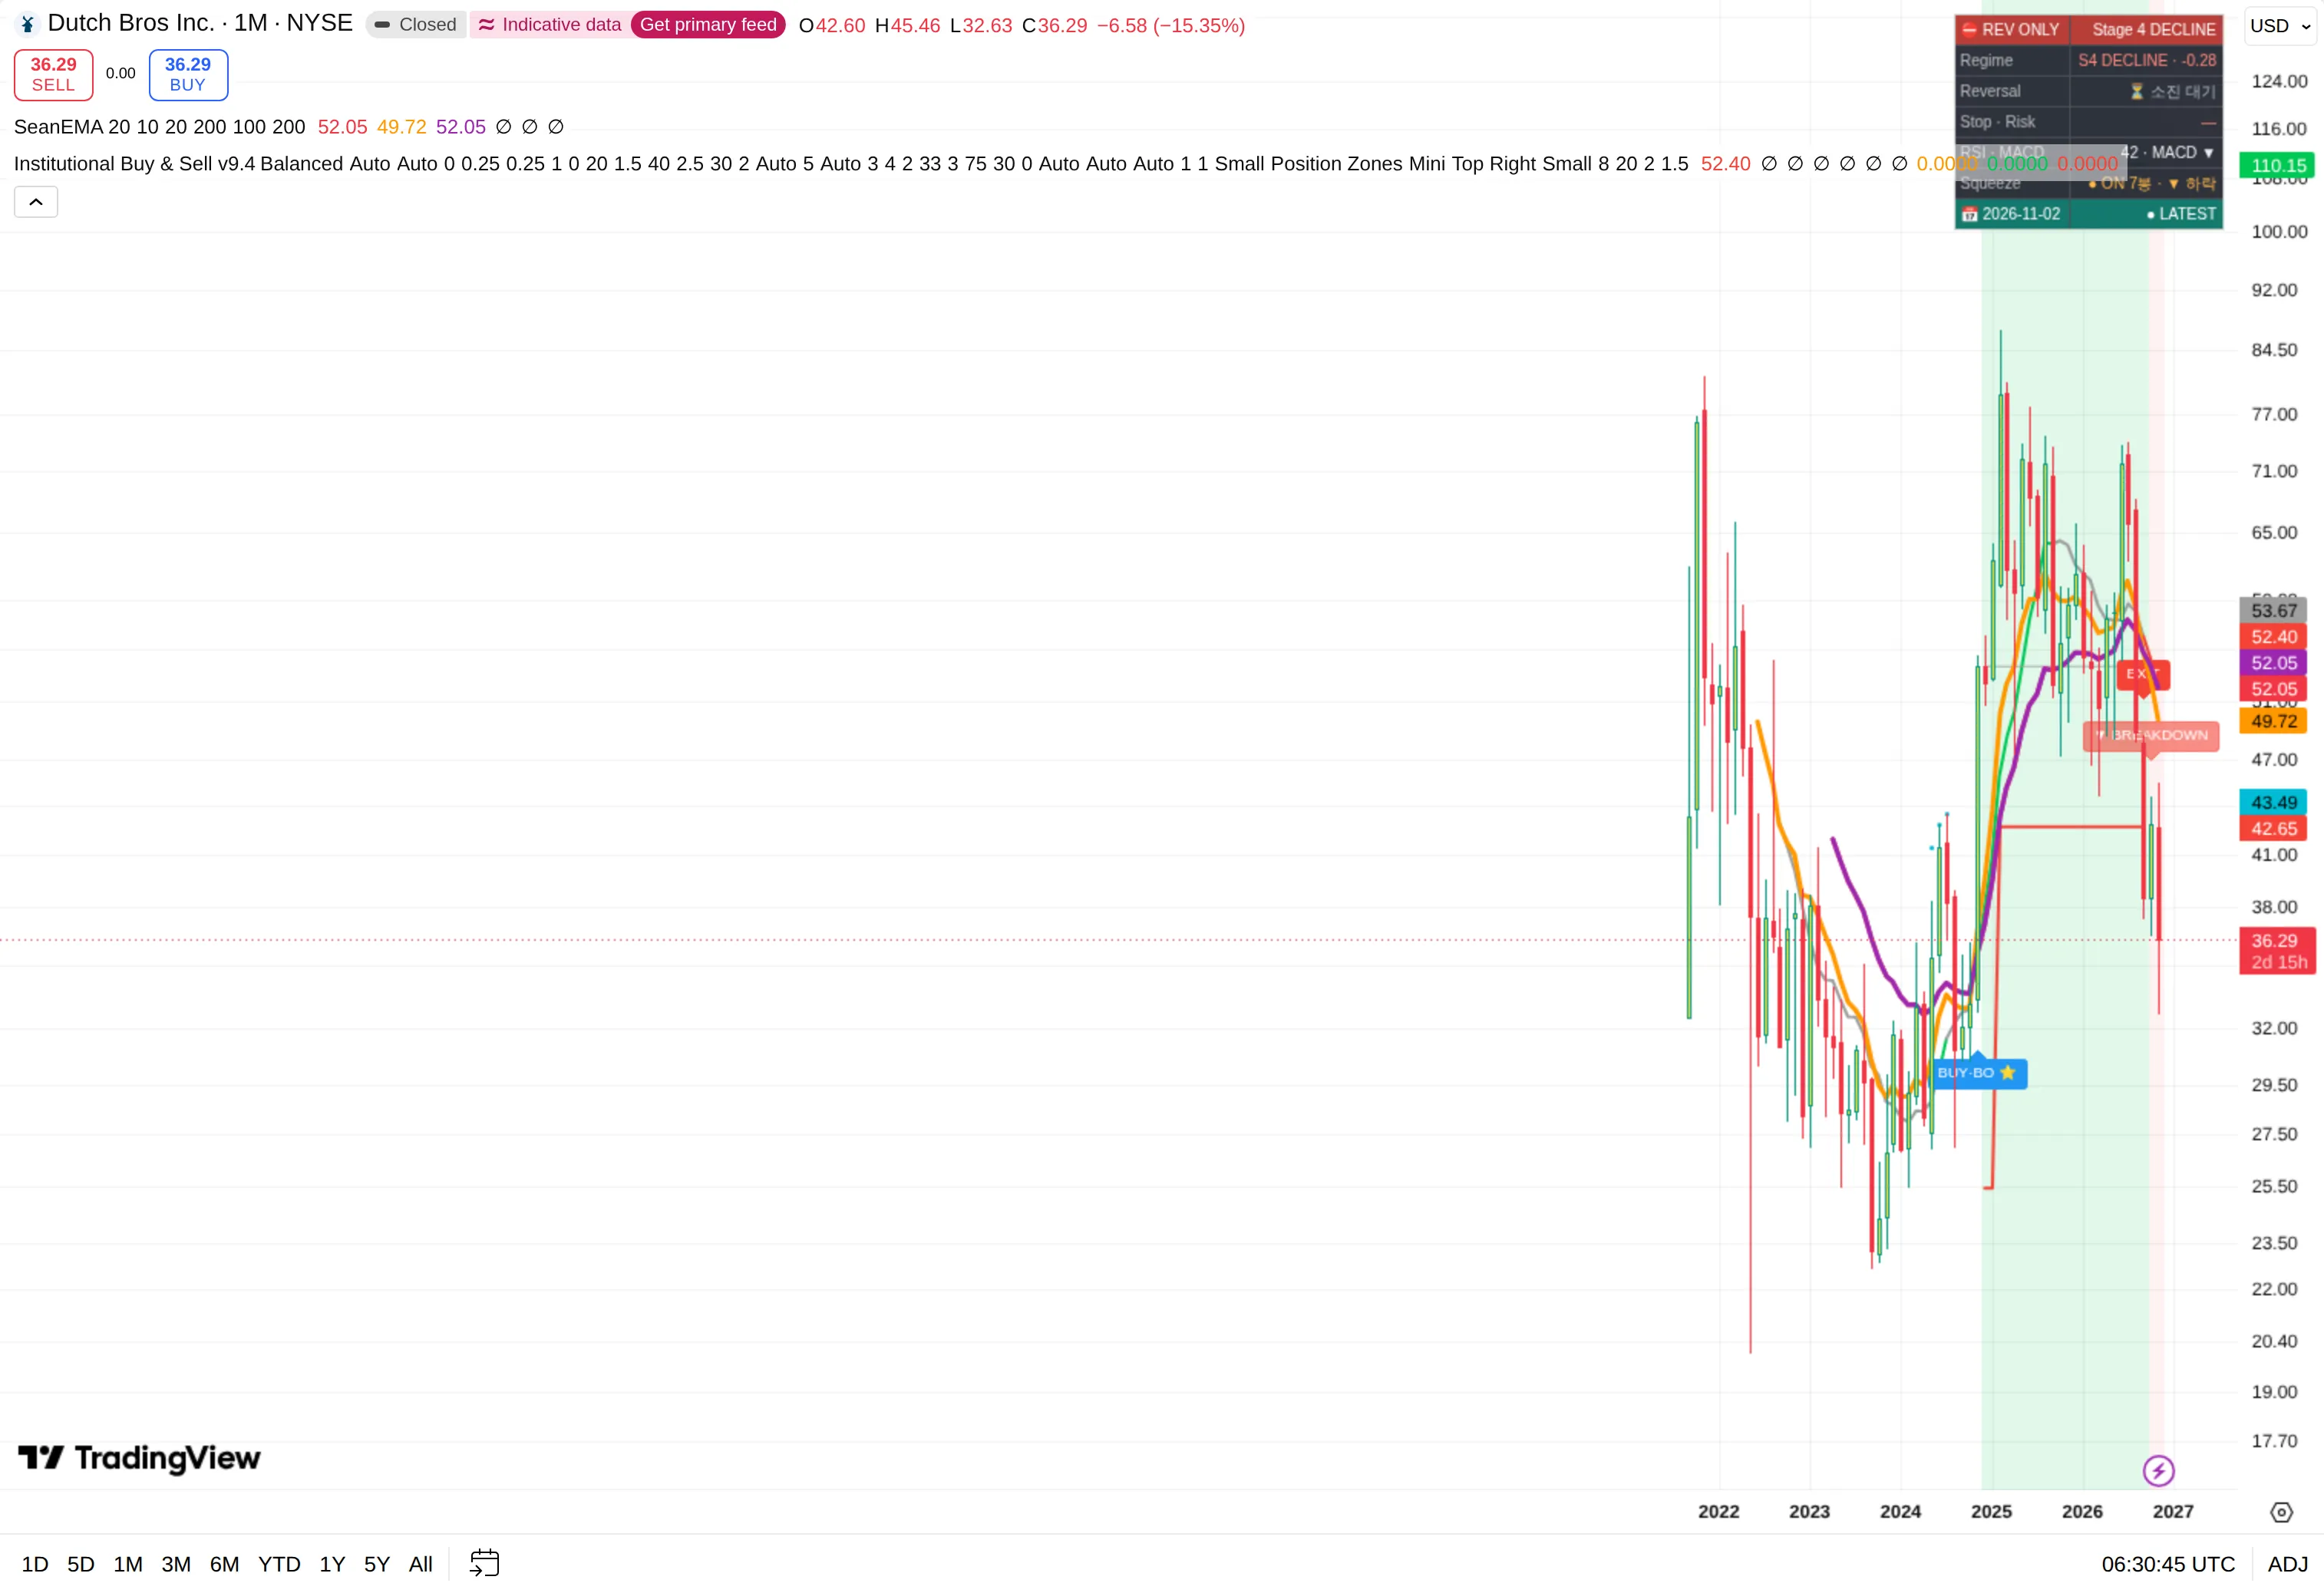 Dutch Bros Inc. · 1M · NYSE Closed Indicative data Get primary feed O42.60 H45.46 L32.63 C36.29 −6.58 (−15.35%)
36.29 SELL 0.00 36.29 BUY
SeanEMA 20 10 20 200 100 200 52.05 49.72 52.05 ∅ ∅ ∅
Institutional Buy & Sell v9.4 Balanced Auto Auto 0 0.25 0.25 1 0 20 1.5 40 2.5 30 2 Auto 5 Auto 3 4 2 33 3 75 30 0 Auto Auto Auto 1 1 Small Position Zones Mini Top Right Small 8 20 2 1.5 52.40 ∅ ∅ ∅ ∅ ∅ ∅ 0.0000 0.0000 0.0000
⛔ REV ONLY Stage 4 DECLINE
Regime S4 DECLINE · -0.28
Reversal ⏳ 소진 대기
Stop · Risk —
RSI · MACD 42 · MACD ▼
Squeeze ● ON 7봉 · ▼ 하락
📅 2026-11-02 ● LATEST
USD
124.00
116.00
110.15
108.00
100.00
92.00
84.50
77.00
71.00
65.00
53.67
52.40
52.05
52.05
51.00
49.72
47.00
43.49
42.65
41.00
38.00
36.29
2d 15h
32.00
29.50
27.50
25.50
23.50
22.00
20.40
19.00
17.70
EXIT
▼ BREAKDOWN
BUY-BO ⭐
TradingView
2022 2023 2024 2025 2026 2027
1D 5D 1M 3M 6M YTD 1Y 5Y All 06:30:45 UTC ADJ